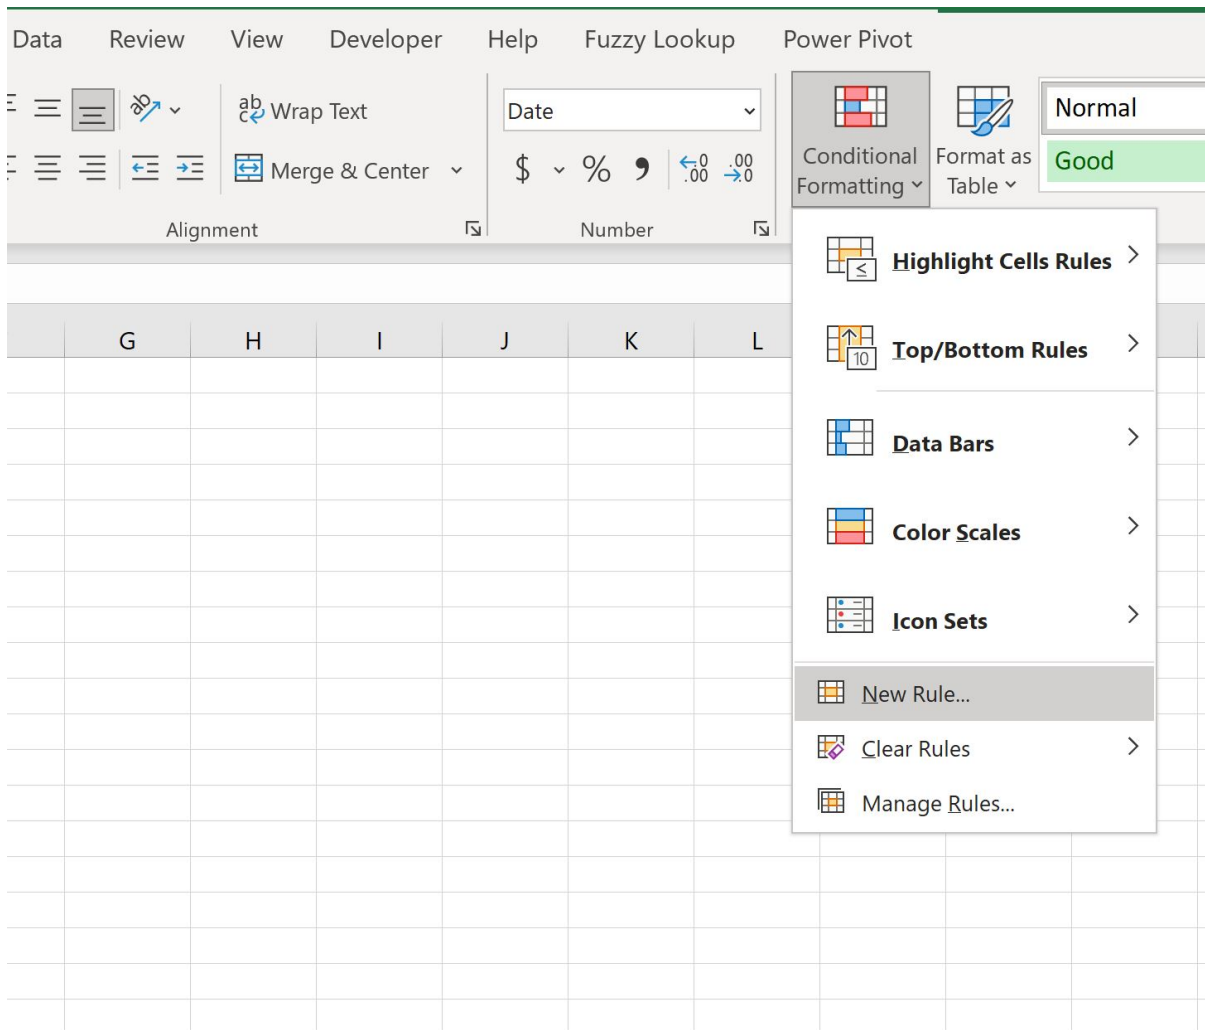 Data Review View Developer Help Fuzzy Lookup Power Pivot
ab Wrap Text Date Normal
c
ab
$ % , 0 .00
.00 .0
Merge & Center
Conditional Formatting
Format as Table
Good
Alignment Number
G H I J K L
≤ Highlight Cells Rules
10 Top/Bottom Rules
Data Bars
Color Scales
Icon Sets
New Rule...
Clear Rules
Manage Rules...